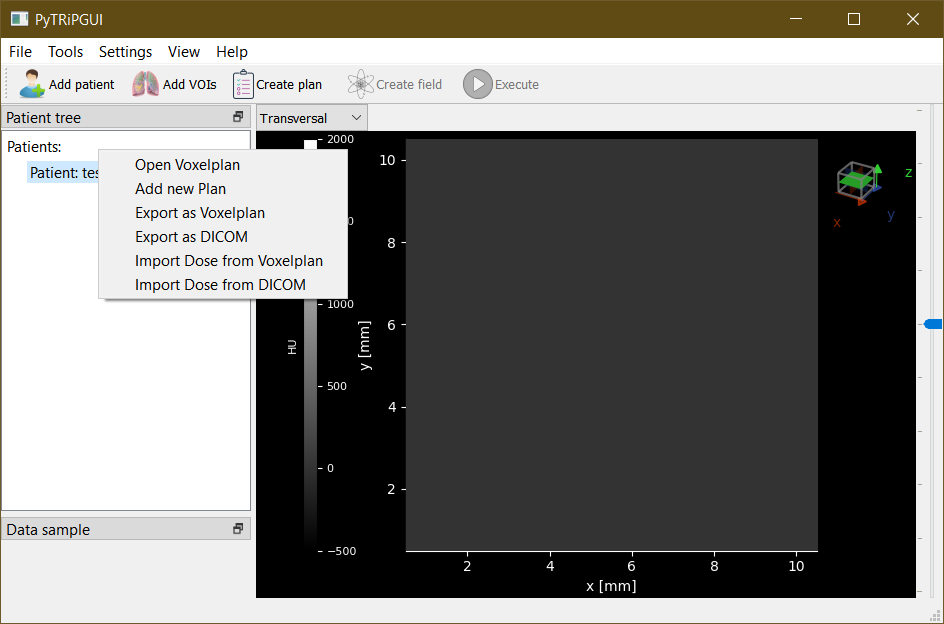 PyTRiPGUI
File Tools Settings View Help
Add patient Add VOIs Create plan Create field Execute
Patient tree
Transversal
Patients:
Patient: tes
Open Voxelplan
Add new Plan
Export as Voxelplan
Export as DICOM
Import Dose from Voxelplan
Import Dose from DICOM
2000
0
1000
500
0
−500
HU
10
8
6
4
2
y [mm]
2 4 6 8 10
x [mm]
z
y
x
Data sample